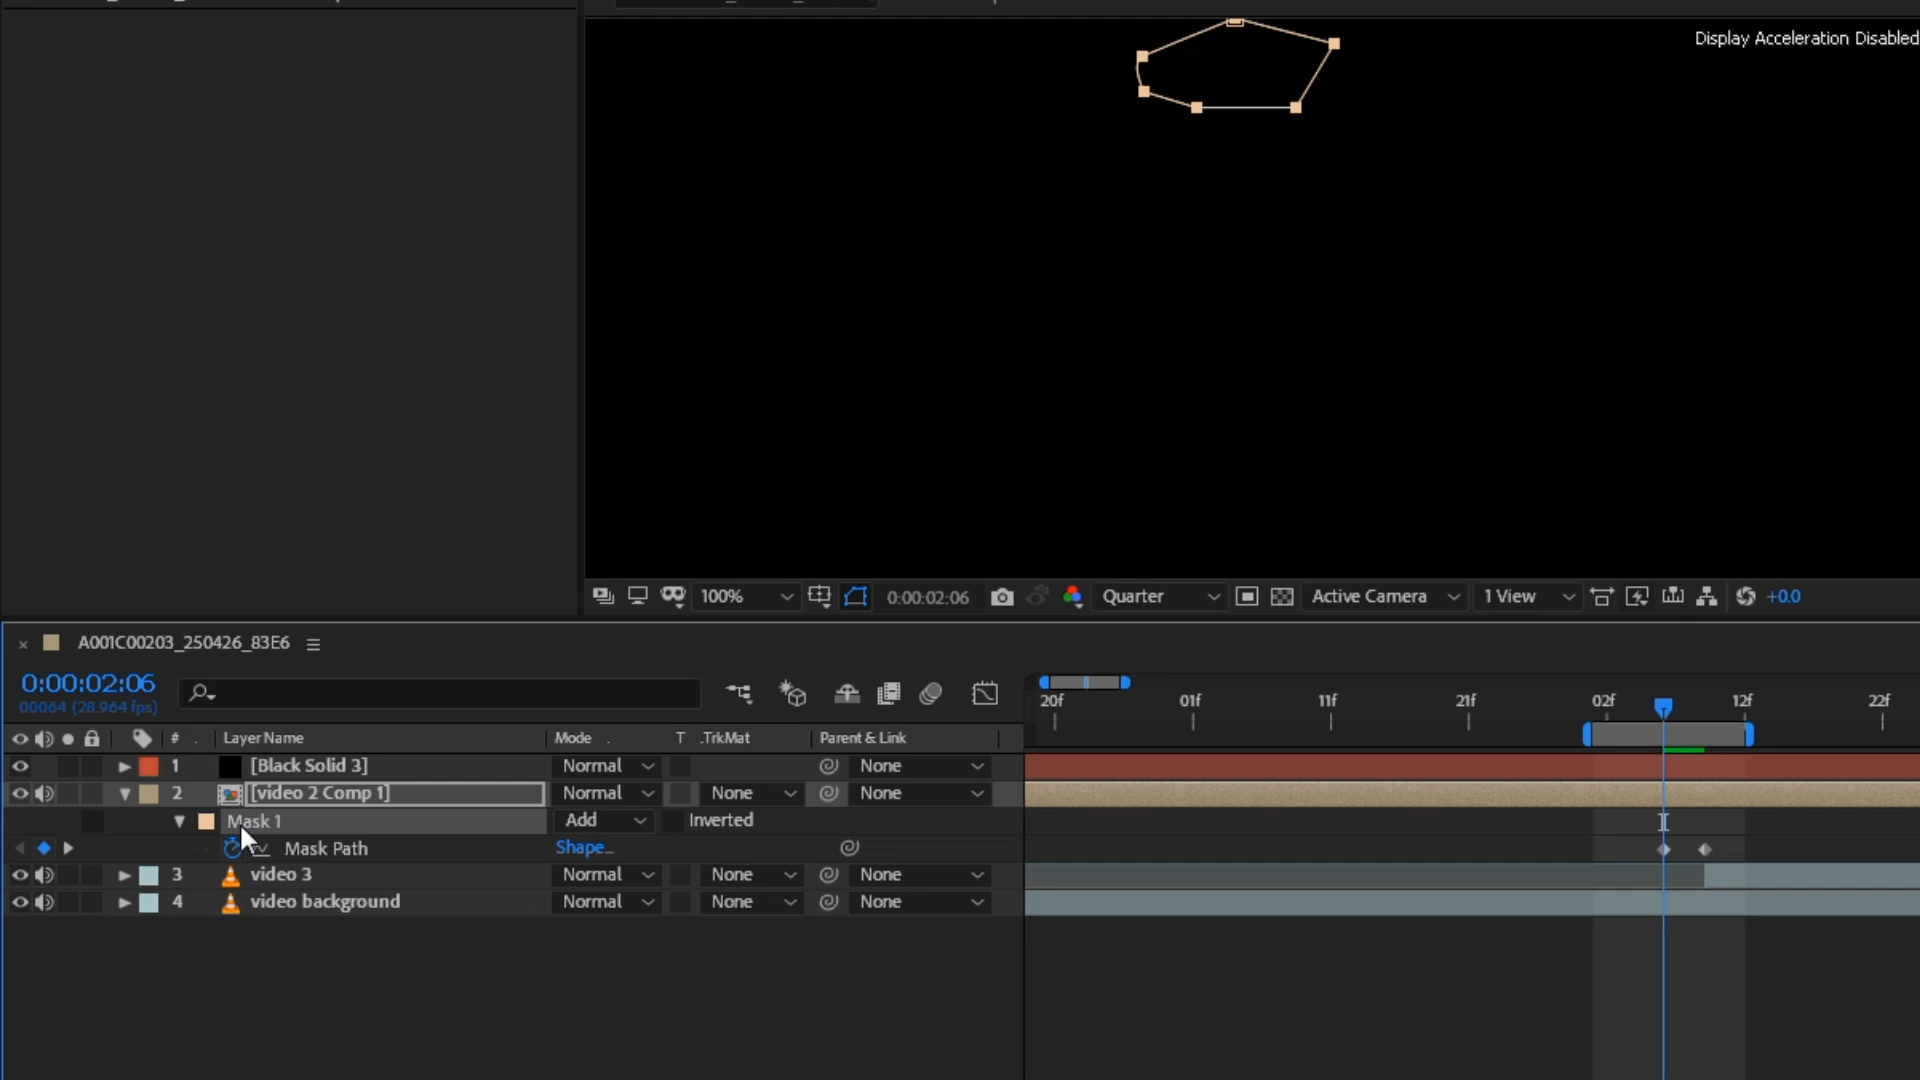 Display Acceleration Disabled
100%
0:00:02:06
Quarter
Active Camera
1 View
+0.0
× A001C00203_250426_83E6
0:00:02:06
00064 (28.964 fps)
20f 01f 11f 21f 02f 12f 22f
# . Layer Name Mode . T .TrkMat Parent & Link
1 [Black Solid 3] Normal None
2 [video 2 Comp 1] Normal None None
Mask 1 Add Inverted
Mask Path Shape...
3 video 3 Normal None None
4 video background Normal None None